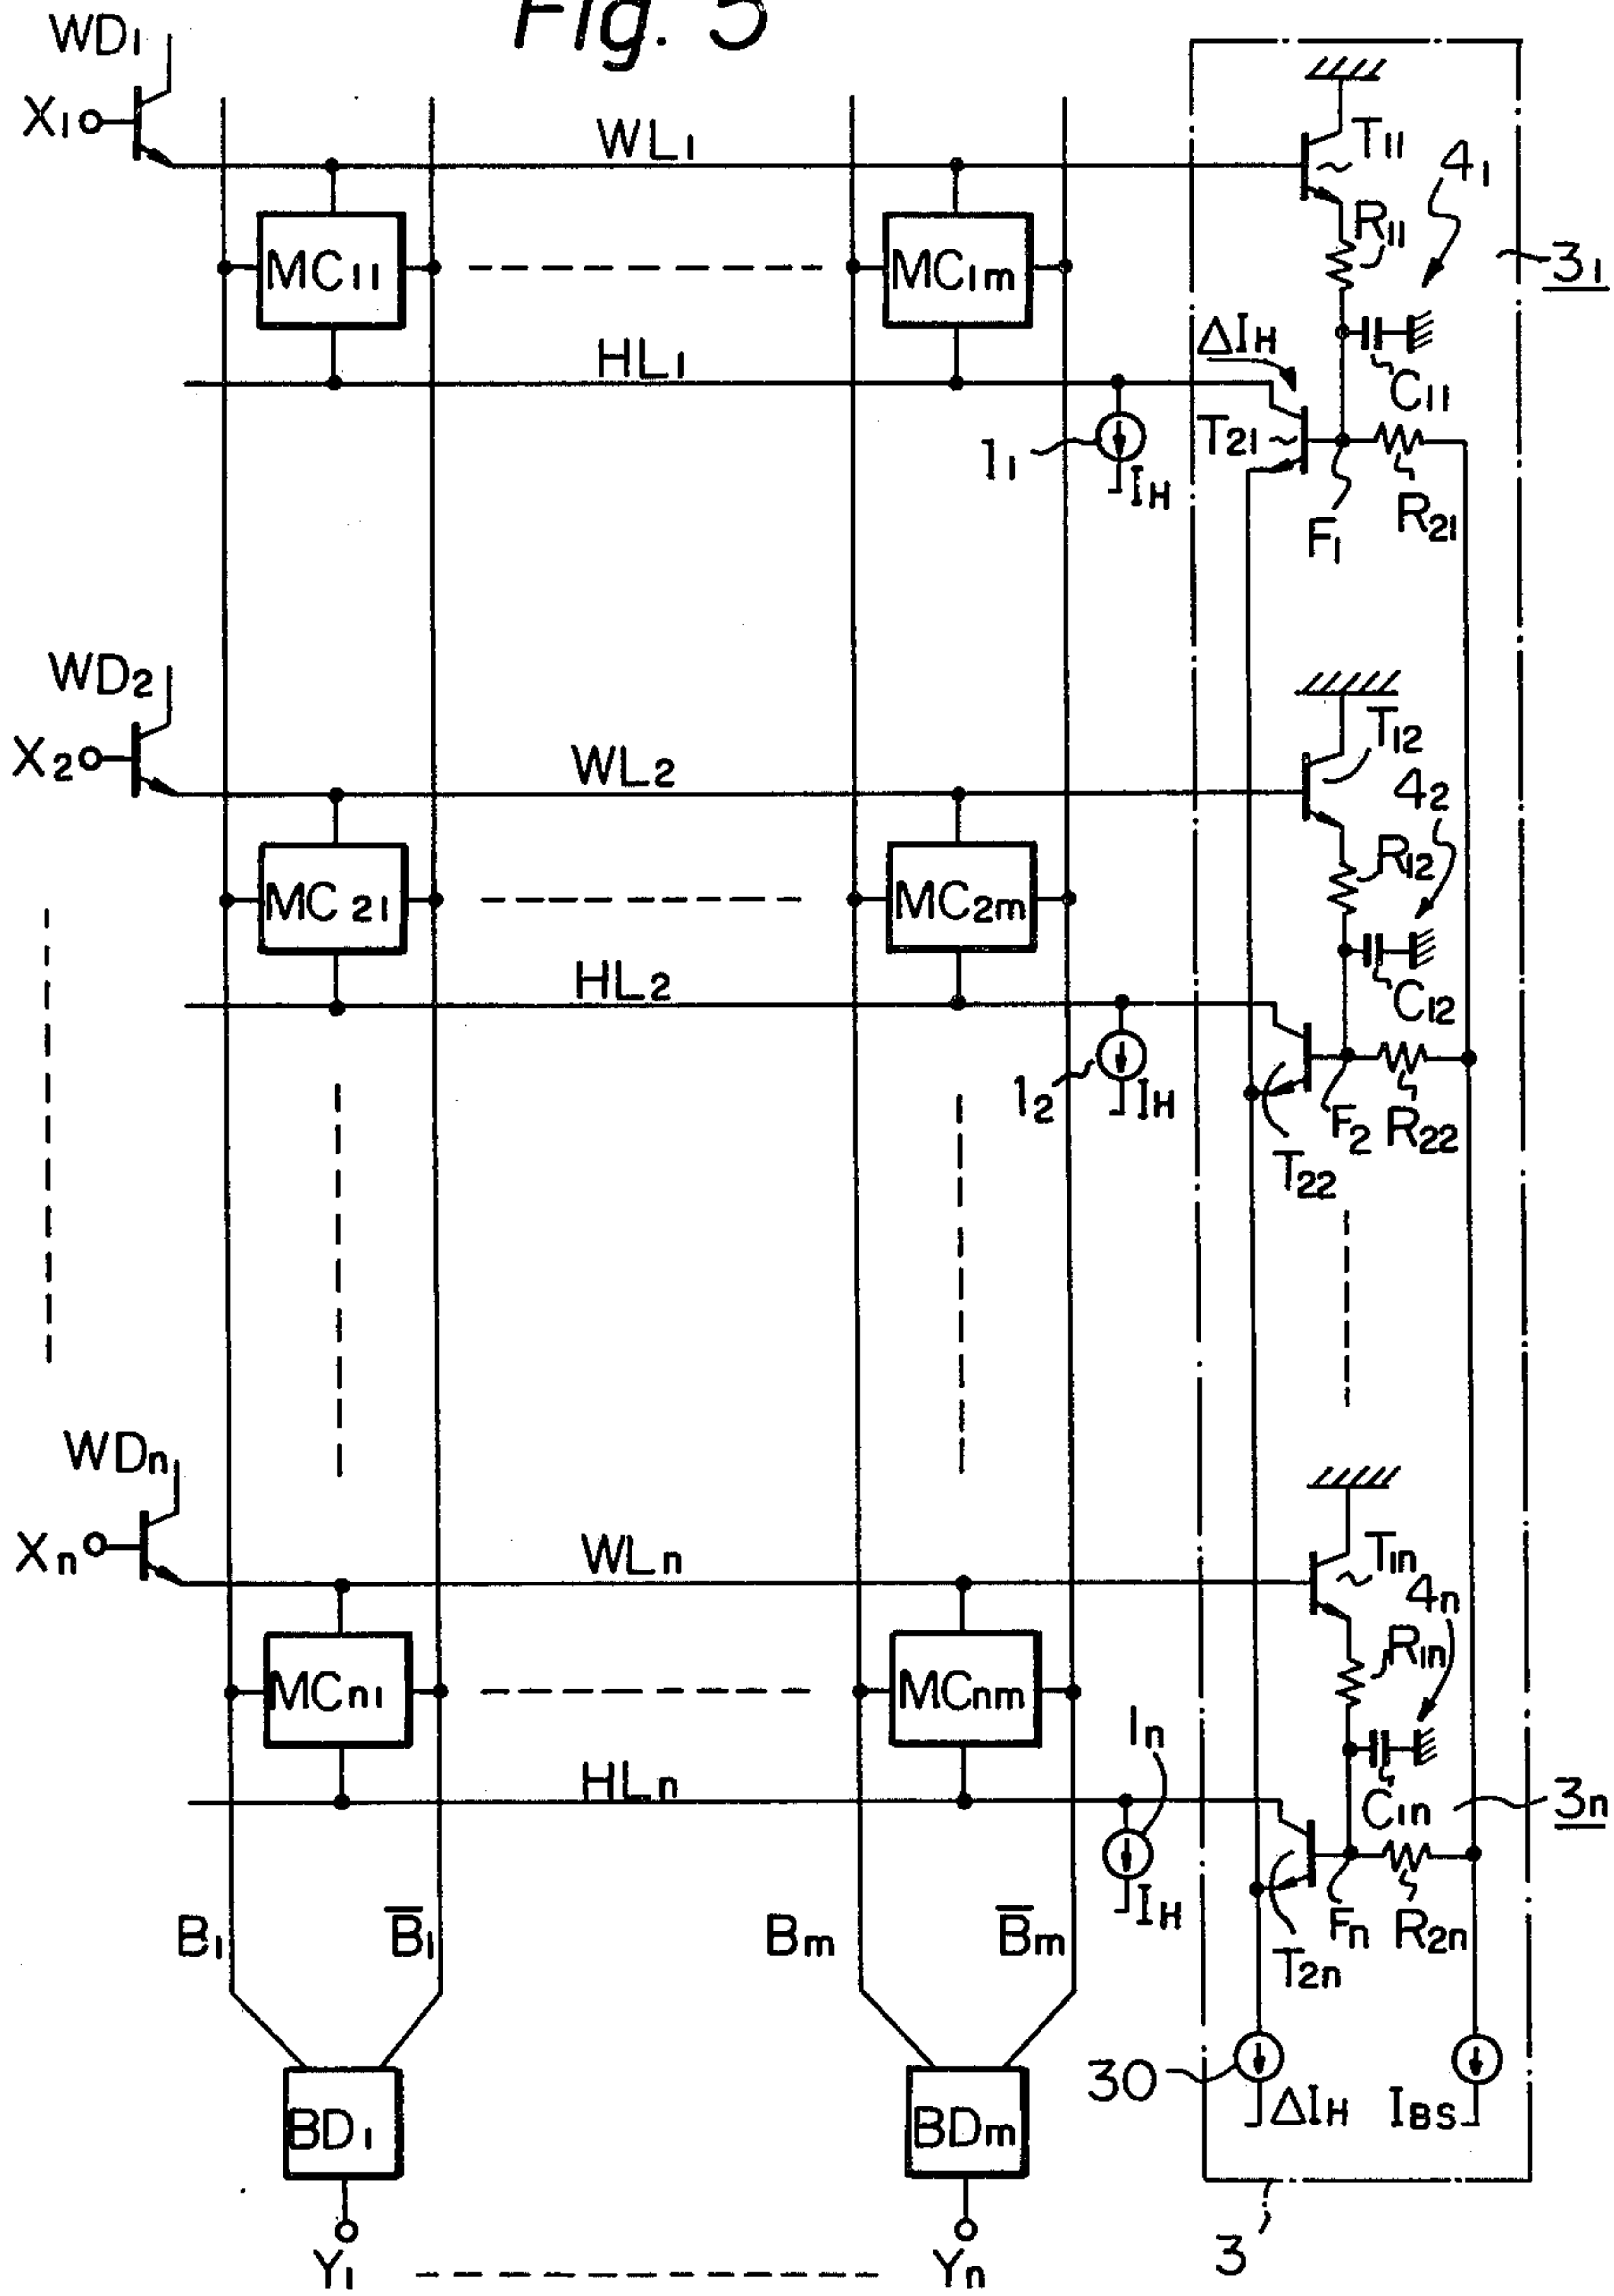 Fig. 5
WD1
X1
WL1
T11
41
R11
31
MC11
MC1m
ΔIH
HL1
C11
T21
11
IH
F1
R21
WD2
X2
WL2
T12
42
R12
MC21
MC2m
HL2
C12
12
IH
F2
R22
T22
WDn
Xn
WLn
T1n
4n
R1n
MCn1
MCnm
1n
HLn
C1n
3n
IH
B1
B̅1
Bm
B̅m
Fn
R2n
T2n
30
ΔIH
IBS
BD1
BDm
3
Y1
Yn